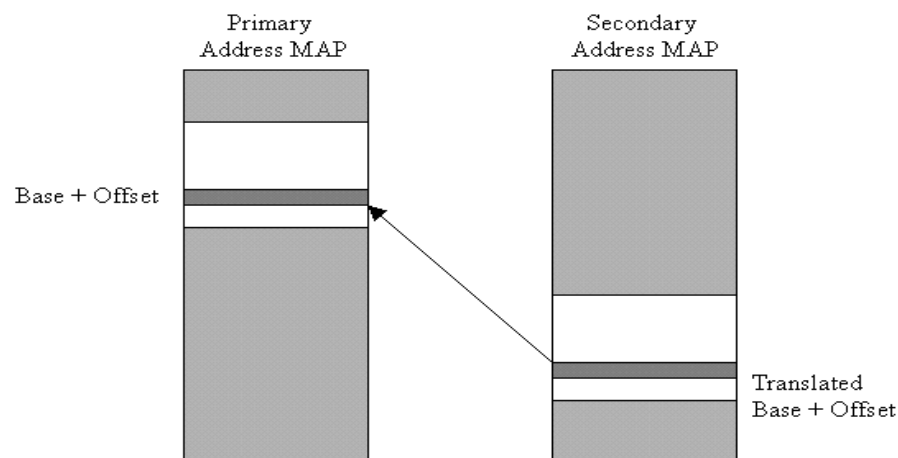 Primary
Address MAP
Secondary
Address MAP
Base + Offset
Translated
Base + Offset